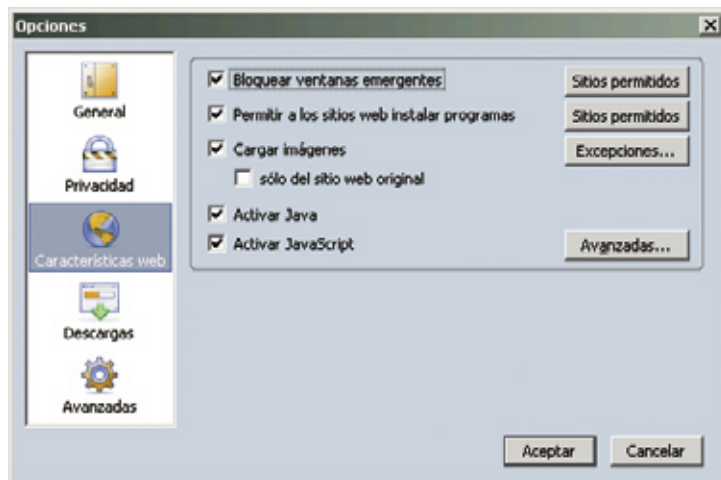 Opciones
General
Privacidad
Características web
Descargas
Avanzadas
Bloquear ventanas emergentes
Sitios permitidos
Permitir a los sitios web instalar programas
Sitios permitidos
Cargar imágenes
Excepciones...
sólo del sitio web original
Activar Java
Activar JavaScript
Avanzadas...
Aceptar
Cancelar